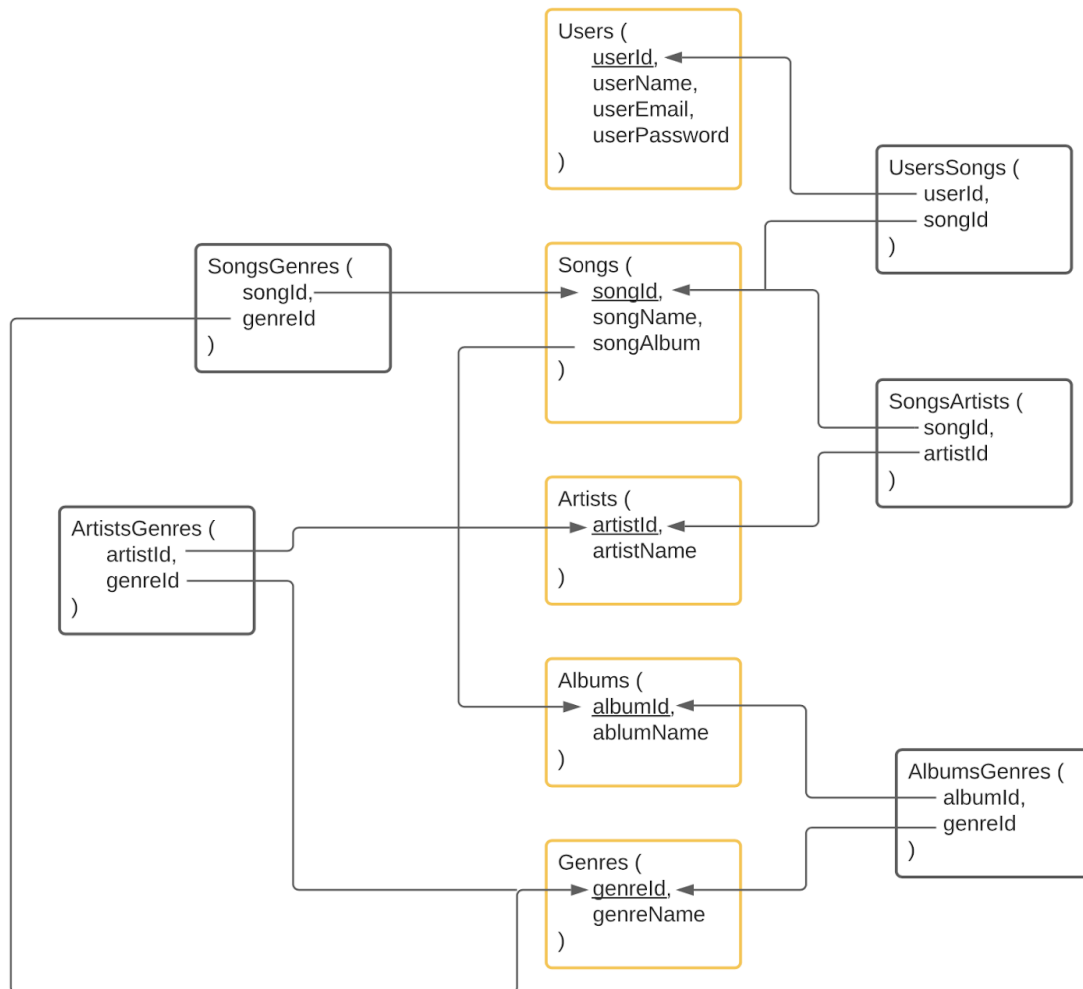 Users (
userId,
userName,
userEmail,
userPassword
)
UsersSongs (
userId,
songId
)
SongsGenres (
songId,
genreId
)
Songs (
songId,
songName,
songAlbum
)
SongsArtists (
songId,
artistId
)
Artists (
artistId,
artistName
)
ArtistsGenres (
artistId,
genreId
)
Albums (
albumId,
ablumName
)
AlbumsGenres (
albumId,
genreId
)
Genres (
genreId,
genreName
)